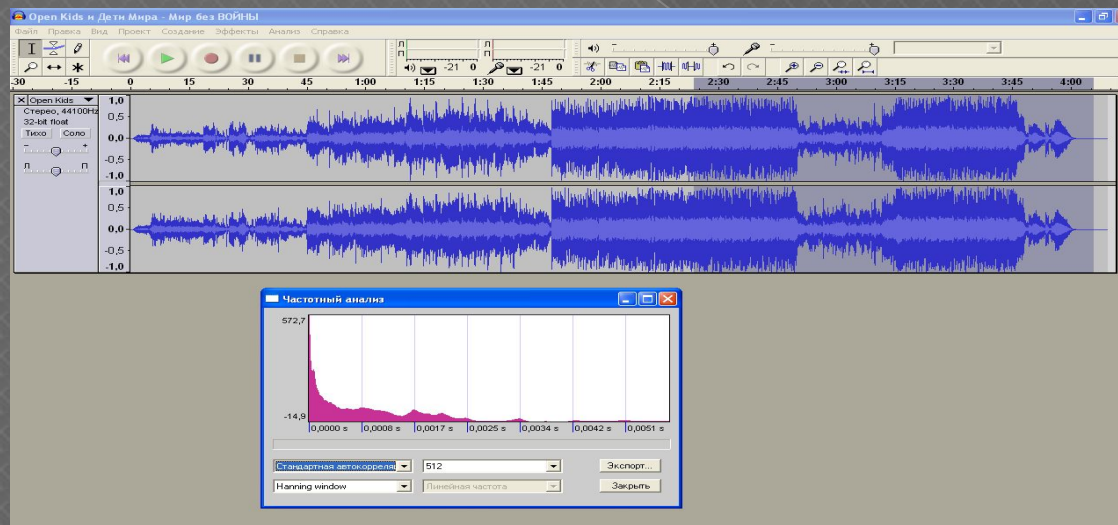 Open Kids и Дети Мира - Мир без ВОЙНЫ
Файл Правка Вид Проект Создание Эффекты Анализ Справка
Л
П
Л
П
-21 0
-21 0
-30 -15 0 15 30 45 1:00 1:15 1:30 1:45 2:00 2:15 2:30 2:45 3:00 3:15 3:30 3:45 4:00
Open Kids
Стерео, 44100Hz
32-bit float
Тихо Соло
- +
Л П
1,0
0,5
0,0
-0,5
-1,0
1,0
0,5
0,0
-0,5
-1,0
Частотный анализ
572,7
-14,9
0,0000 s 0,0008 s 0,0017 s 0,0025 s 0,0034 s 0,0042 s 0,0051 s
Стандартная автокорреля 512 Экспорт...
Hanning window Линейная частота Закрыть